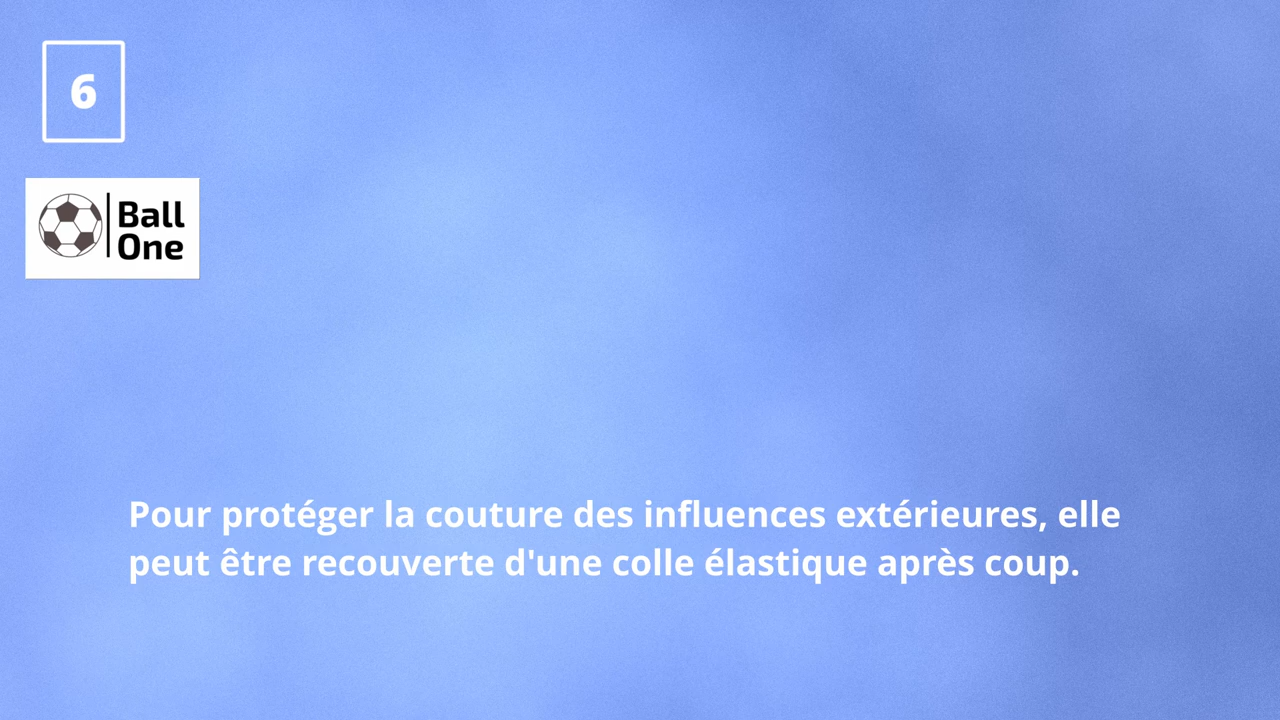 6
Ball
One
Pour protéger la couture des influences extérieures, elle
peut être recouverte d'une colle élastique après coup.